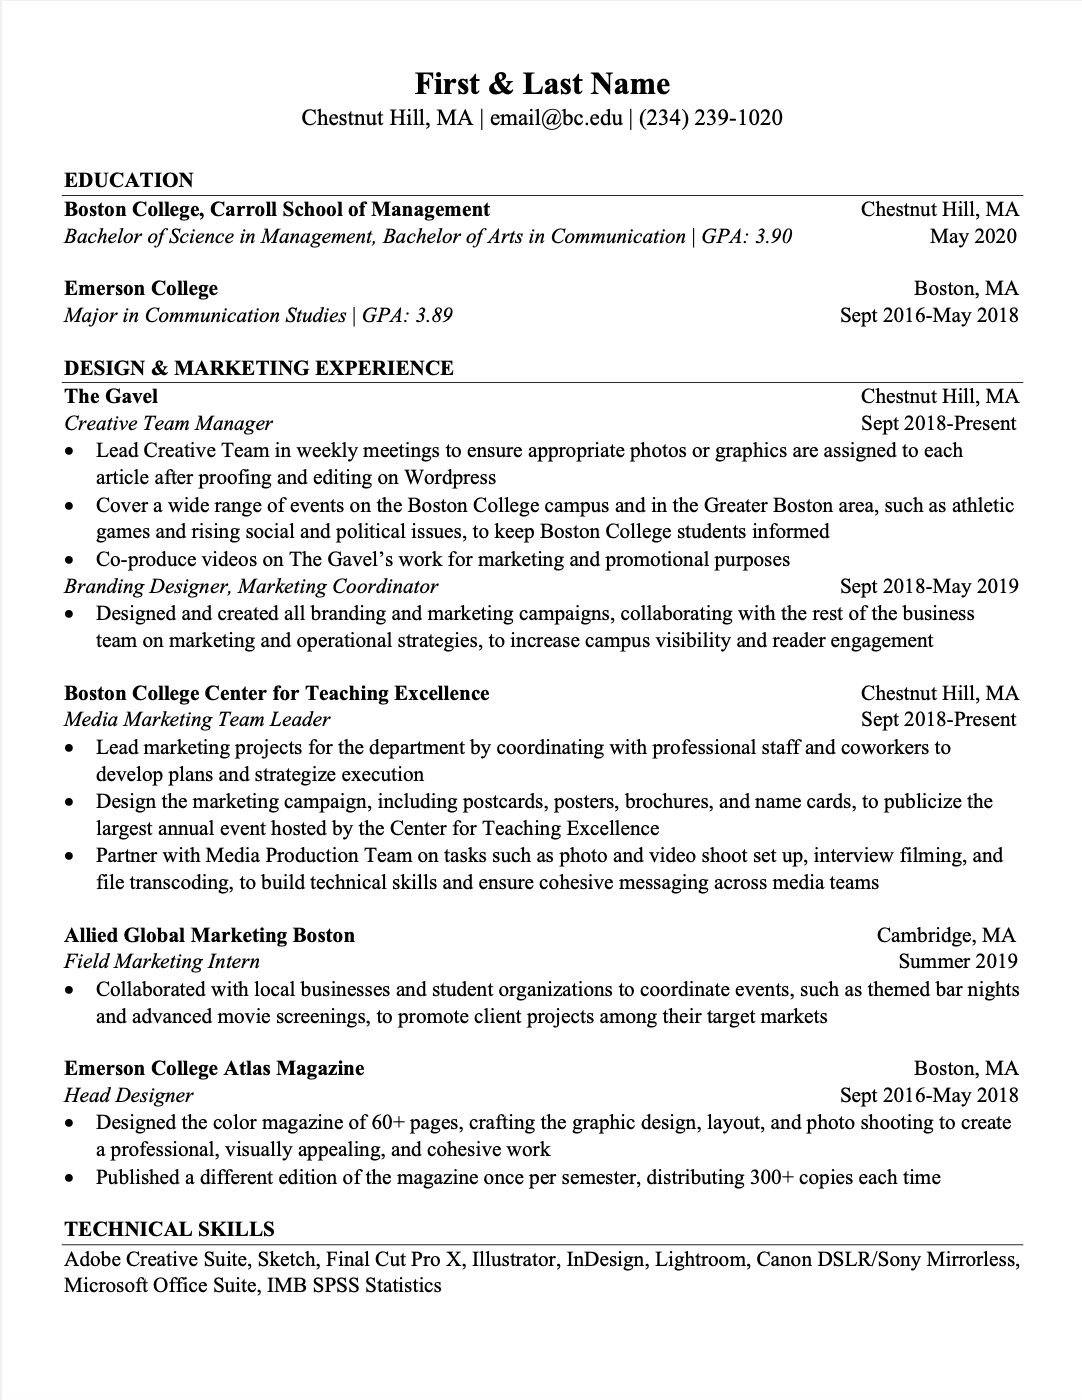 First & Last Name
Chestnut Hill, MA | email@bc.edu | (234) 239-1020
EDUCATION
Boston College, Carroll School of Management Chestnut Hill, MA
Bachelor of Science in Management, Bachelor of Arts in Communication | GPA: 3.90 May 2020
Emerson College Boston, MA
Major in Communication Studies | GPA: 3.89 Sept 2016-May 2018
DESIGN & MARKETING EXPERIENCE
The Gavel Chestnut Hill, MA
Creative Team Manager Sept 2018-Present
• Lead Creative Team in weekly meetings to ensure appropriate photos or graphics are assigned to each
article after proofing and editing on Wordpress
• Cover a wide range of events on the Boston College campus and in the Greater Boston area, such as athletic
games and rising social and political issues, to keep Boston College students informed
• Co-produce videos on The Gavel’s work for marketing and promotional purposes
Branding Designer, Marketing Coordinator Sept 2018-May 2019
• Designed and created all branding and marketing campaigns, collaborating with the rest of the business
team on marketing and operational strategies, to increase campus visibility and reader engagement
Boston College Center for Teaching Excellence Chestnut Hill, MA
Media Marketing Team Leader Sept 2018-Present
• Lead marketing projects for the department by coordinating with professional staff and coworkers to
develop plans and strategize execution
• Design the marketing campaign, including postcards, posters, brochures, and name cards, to publicize the
largest annual event hosted by the Center for Teaching Excellence
• Partner with Media Production Team on tasks such as photo and video shoot set up, interview filming, and
file transcoding, to build technical skills and ensure cohesive messaging across media teams
Allied Global Marketing Boston Cambridge, MA
Field Marketing Intern Summer 2019
• Collaborated with local businesses and student organizations to coordinate events, such as themed bar nights
and advanced movie screenings, to promote client projects among their target markets
Emerson College Atlas Magazine Boston, MA
Head Designer Sept 2016-May 2018
• Designed the color magazine of 60+ pages, crafting the graphic design, layout, and photo shooting to create
a professional, visually appealing, and cohesive work
• Published a different edition of the magazine once per semester, distributing 300+ copies each time
TECHNICAL SKILLS
Adobe Creative Suite, Sketch, Final Cut Pro X, Illustrator, InDesign, Lightroom, Canon DSLR/Sony Mirrorless,
Microsoft Office Suite, IMB SPSS Statistics